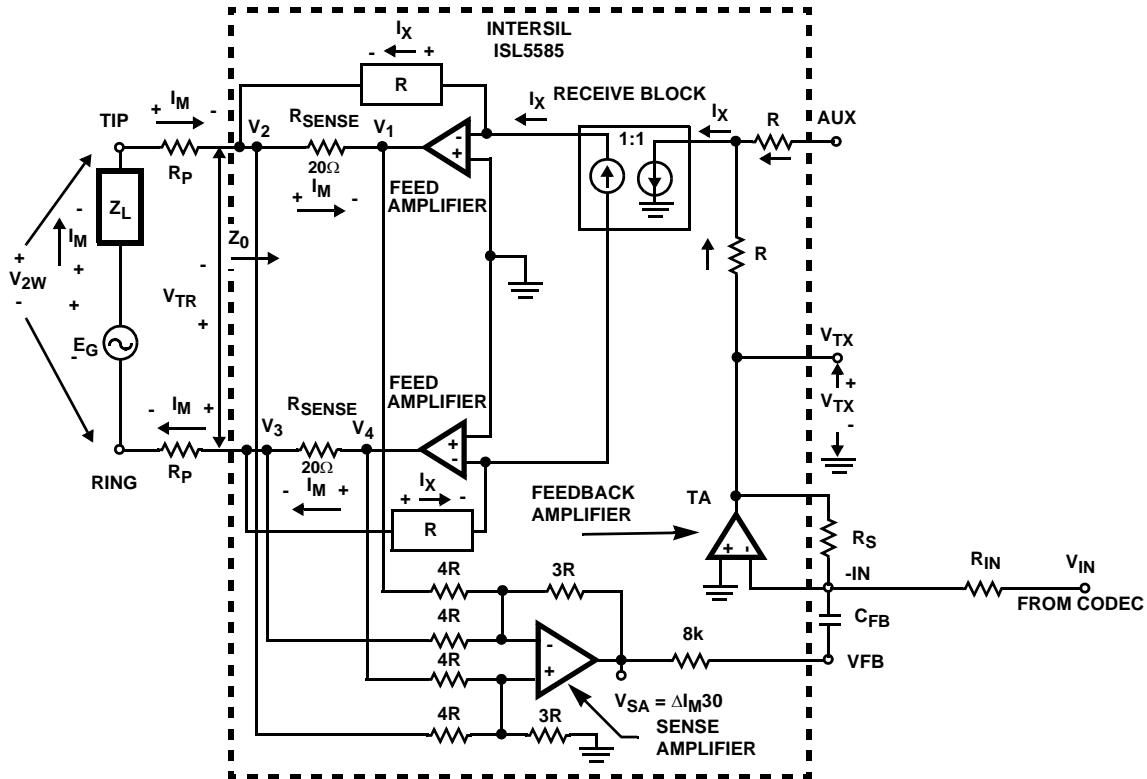 INTERSIL
ISL5585
I_X
- +
R
RECEIVE BLOCK
I_X
I_X
R
AUX
1:1
I_M
+ -
TIP
V_2
R_SENSE
V_1
-
+
R_P
20Ω
I_M
+ -
FEED
AMPLIFIER
Z_L
-
I_M
+
Z_0
R
+
V_2W
-
+
+
-
V_TR
+
E_G
-
V_TX
+
V_TX
-
FEED
AMPLIFIER
I_M
- +
V_3
R_SENSE
V_4
+
-
R_P
20Ω
I_M
- +
RING
I_X
+ -
R
FEEDBACK
AMPLIFIER
TA
+ -
R_S
-IN
R_IN
V_IN
FROM CODEC
C_FB
VFB
4R
3R
4R
-
+
8k
4R
4R
3R
V_SA = ΔI_M30
SENSE
AMPLIFIER